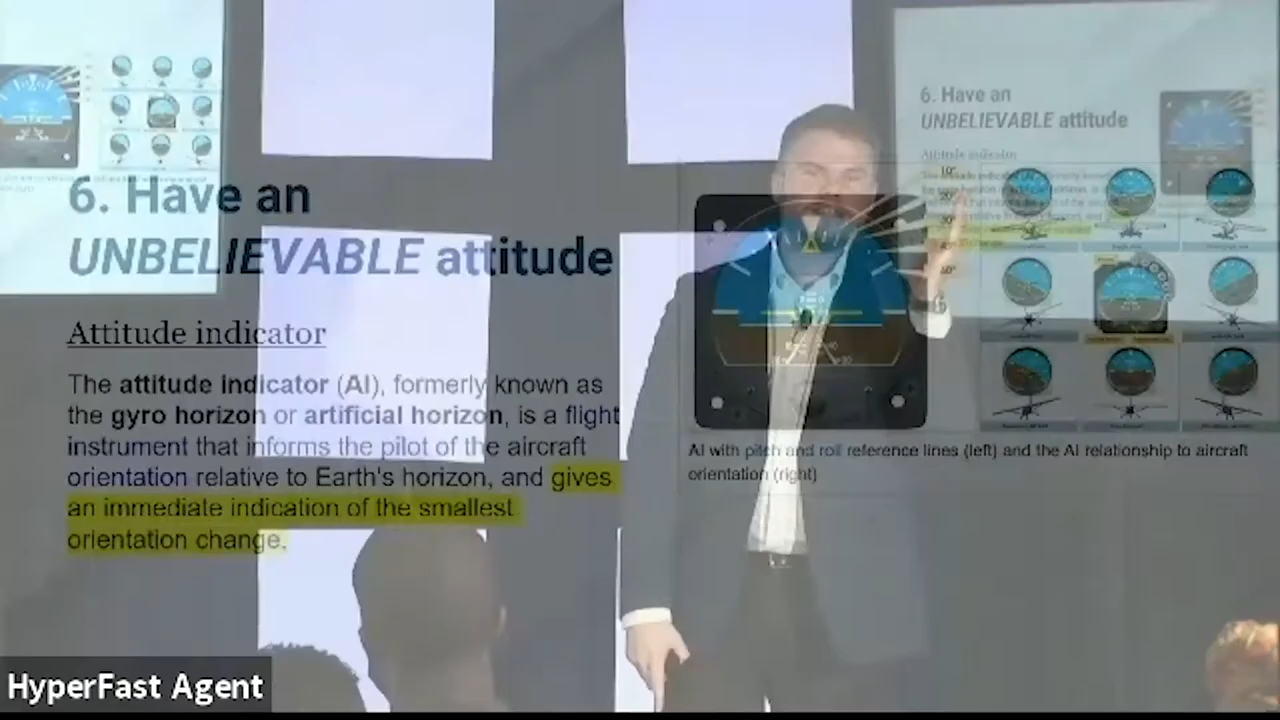 6. Have an
UNBELIEVABLE attitude
Attitude indicator
The attitude indicator (AI), formerly known as
the gyro horizon or artificial horizon, is a flight
instrument that informs the pilot of the aircraft
orientation relative to Earth's horizon, and gives
an immediate indication of the smallest
orientation change.
AI with pitch and roll reference lines (left) and the AI relationship to aircraft
orientation (right)
6. Have an
UNBELIEVABLE attitude
Attitude indicator
HyperFast Agent